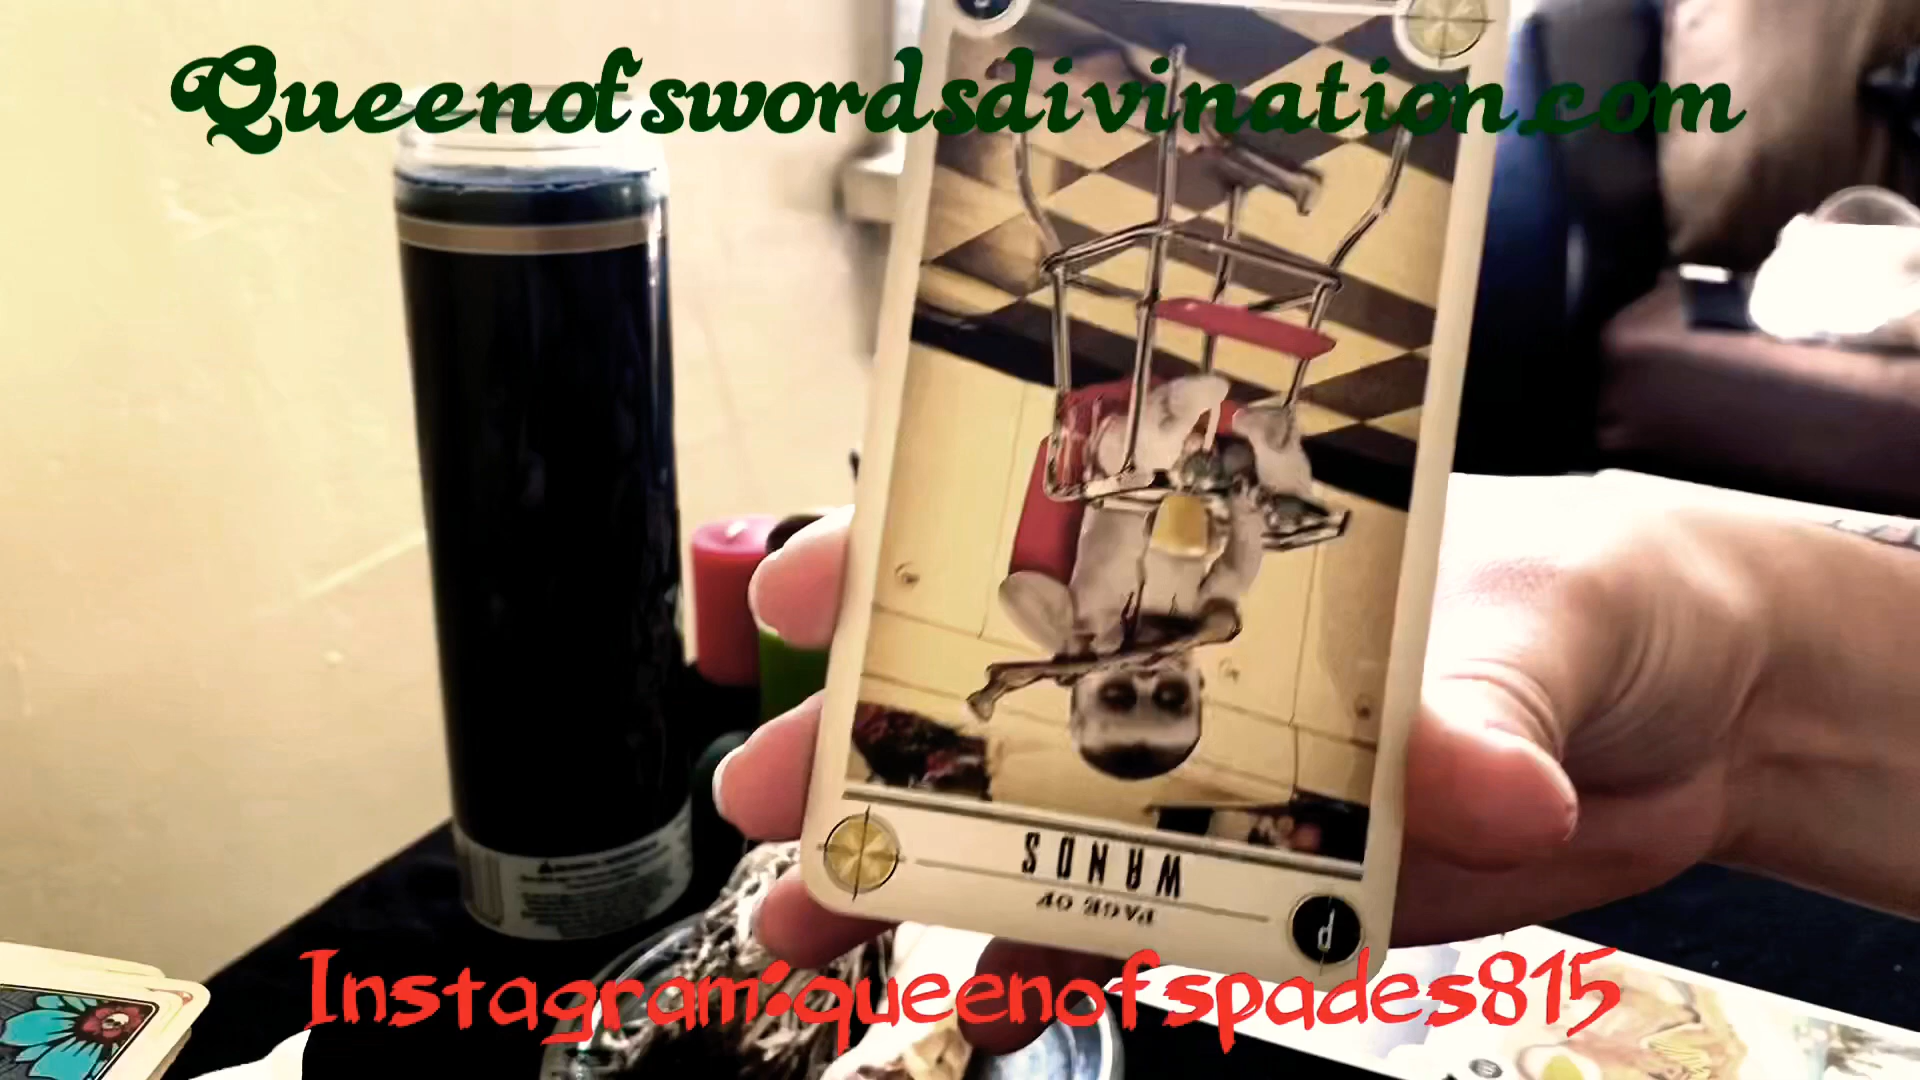 Queenofswordsdivination.com
WANDS
PAGE OF
P
Instagram:queenofspades815